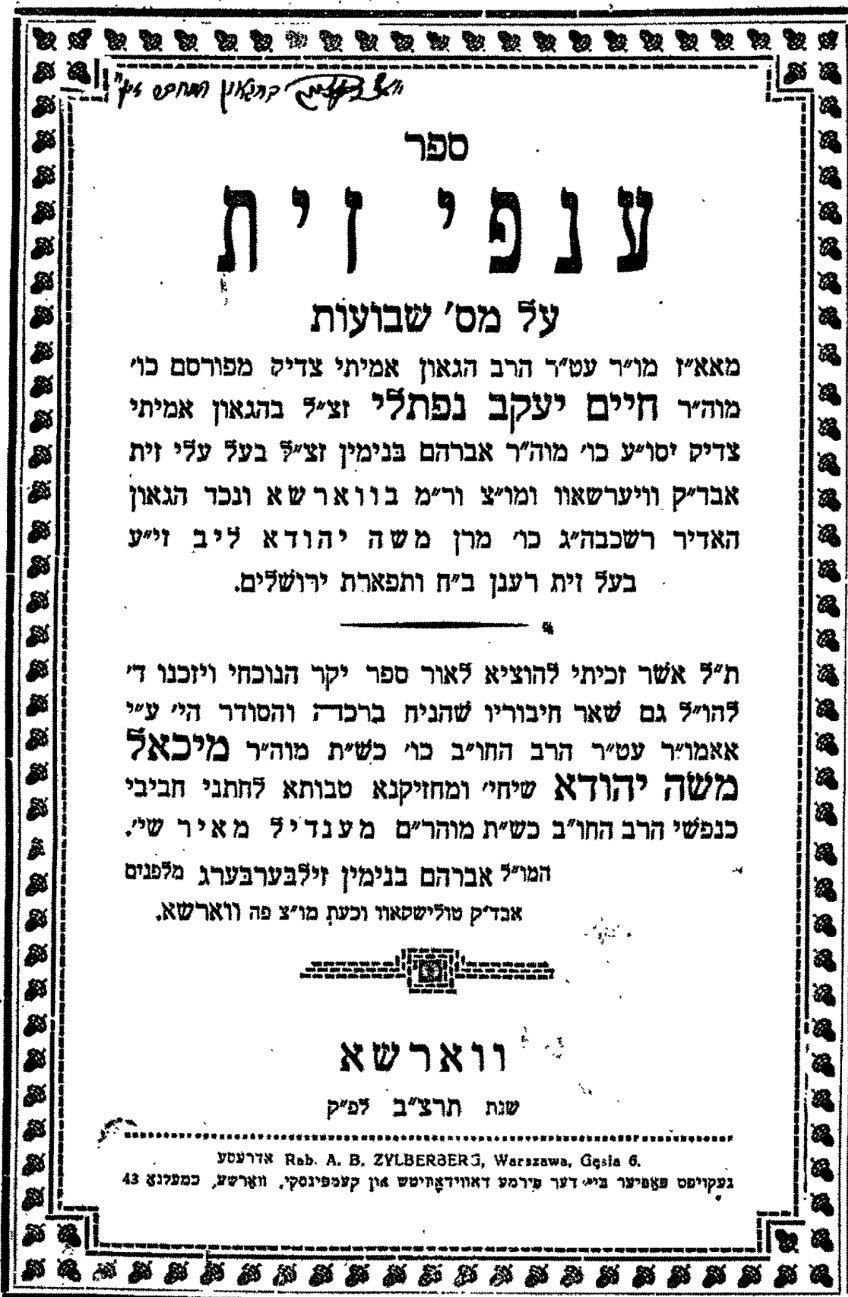 ספר
ענפי זית
על מס׳ שבועות
מאא״ז מו״ר עט״ר הרב הגאון אמיתי צדיק מפורסם כו׳
מוה״ר חיים יעקב נפתלי זצ״ל בהגאון אמיתי
צדיק יסו״ע כו׳ מוה״ר אברהם בנימין זצ״ל בעל עלי זית
אבד״ק וויערשאוו ומו״צ ור״מ בווארשא ונכד הגאון
האדיר רשכבה״ג כו׳ מרן משה יהודא ליב זי״ע
בעל זית רענן ב״ח ותפארת ירושלים.
ת״ל אשר זכיתי להוציא לאור ספר יקר הנוכחי ויזכנו ד׳
להו״ל גם שאר חיבוריו שהניח ברכה והסודר הי׳ ע״י
אאמו״ר עט״ר הרב החו״ב כו׳ כש״ת מוה״ר מיכאל
משה יהודא שיחי׳ ומחזיקנא טבותא לחתני חביבי
כנפשי הרב החו״ב כש״ת מוהר״ם מענדיל מאיר שי׳.
המו״ל אברהם בנימין זילבערבערג מלפנים
אבד״ק טולישקאוו וכעת מו״צ פה ווארשא.
ווארשא
שנת תרצ״ב לפ״ק
אדרעסע Rab. A. B. ZYLBERBERG, Warszawa, Gęsia 6.
געקויפט פאפיער ביי דער פירמע דאווידאוויטש און קעמפינסקי, ווארשע, כמעלנא 43